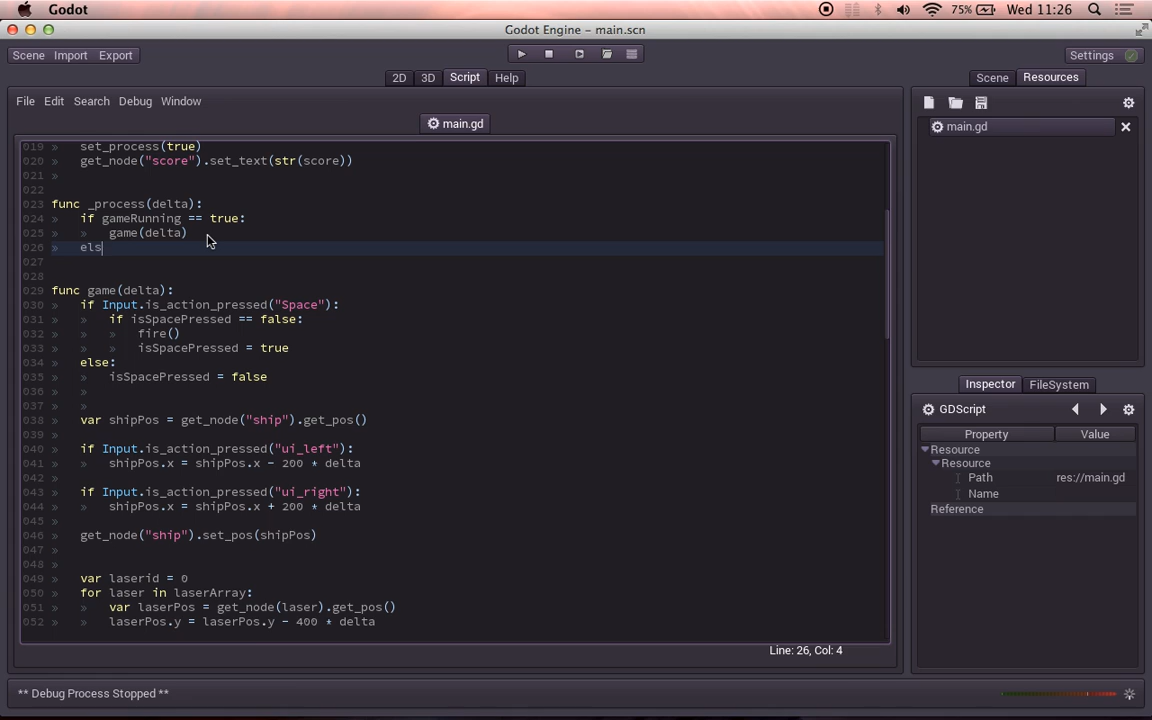 Godot
75%
Wed 11:26
Godot Engine - main.scn
Scene Import Export
Settings
2D 3D Script Help
Scene Resources
File Edit Search Debug Window
main.gd
main.gd
019 » set_process(true)
020 » get_node("score").set_text(str(score))
021 »
022
023 func _process(delta):
024 » if gameRunning == true:
025 » » game(delta)
026 » els
027
028
029 func game(delta):
030 » if Input.is_action_pressed("Space"):
031 » » if isSpacePressed == false:
032 » » » fire()
033 » » » isSpacePressed = true
034 » else:
035 » » isSpacePressed = false
036 » »
037 » »
038 » var shipPos = get_node("ship").get_pos()
039 »
040 » if Input.is_action_pressed("ui_left"):
041 » » shipPos.x = shipPos.x - 200 * delta
042 »
043 » if Input.is_action_pressed("ui_right"):
044 » » shipPos.x = shipPos.x + 200 * delta
045 »
046 » get_node("ship").set_pos(shipPos)
047 »
048 »
049 » var laserid = 0
050 » for laser in laserArray:
051 » » var laserPos = get_node(laser).get_pos()
052 » » laserPos.y = laserPos.y - 400 * delta
Line: 26, Col: 4
Inspector FileSystem
GDScript
Property Value
Resource
Resource
Path res://main.gd
Name
Reference
** Debug Process Stopped **